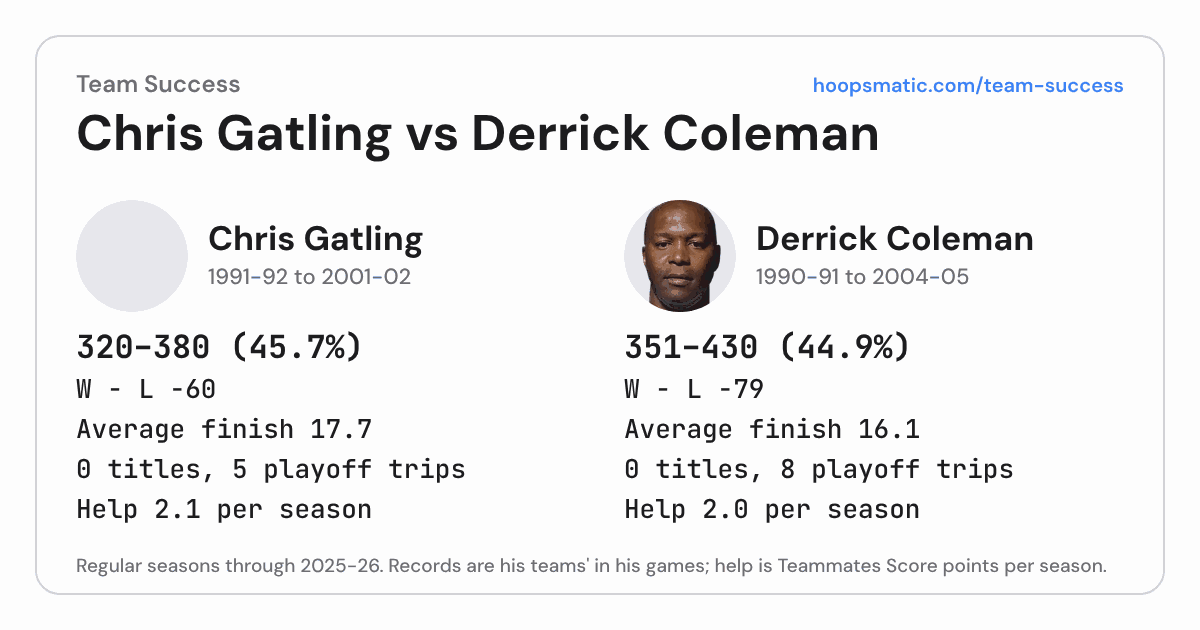 Team Success
hoopsmatic.com/team-success
Chris Gatling vs Derrick Coleman
Chris Gatling
1991-92 to 2001-02
320-380 (45.7%)
W - L -60
Average finish 17.7
0 titles, 5 playoff trips
Help 2.1 per season
Derrick Coleman
1990-91 to 2004-05
351-430 (44.9%)
W - L -79
Average finish 16.1
0 titles, 8 playoff trips
Help 2.0 per season
Regular seasons through 2025-26. Records are his teams' in his games; help is Teammates Score points per season.